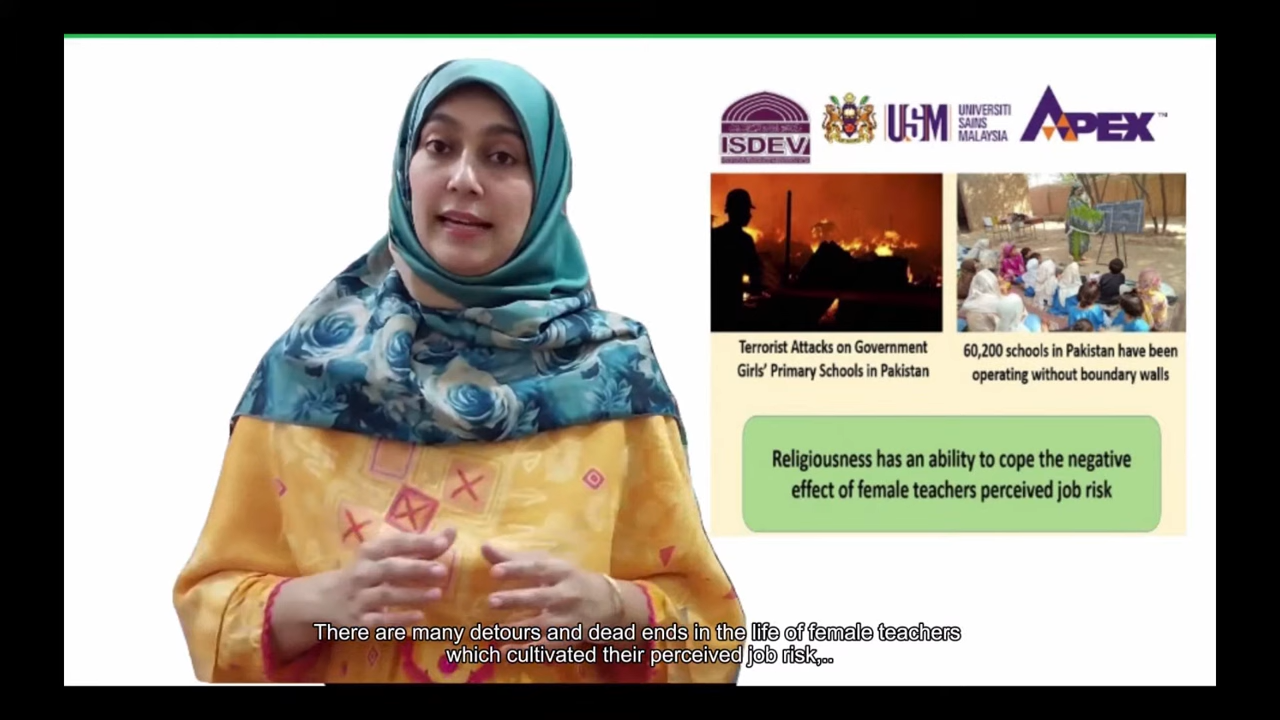 ISDEV
USM
UNIVERSITI
SAINS
MALAYSIA
APEX™
Terrorist Attacks on Government
Girls' Primary Schools in Pakistan
60,200 schools in Pakistan have been
operating without boundary walls
Religiousness has an ability to cope the negative
effect of female teachers perceived job risk
There are many detours and dead ends in the life of female teachers
which cultivated their perceived job risk,..